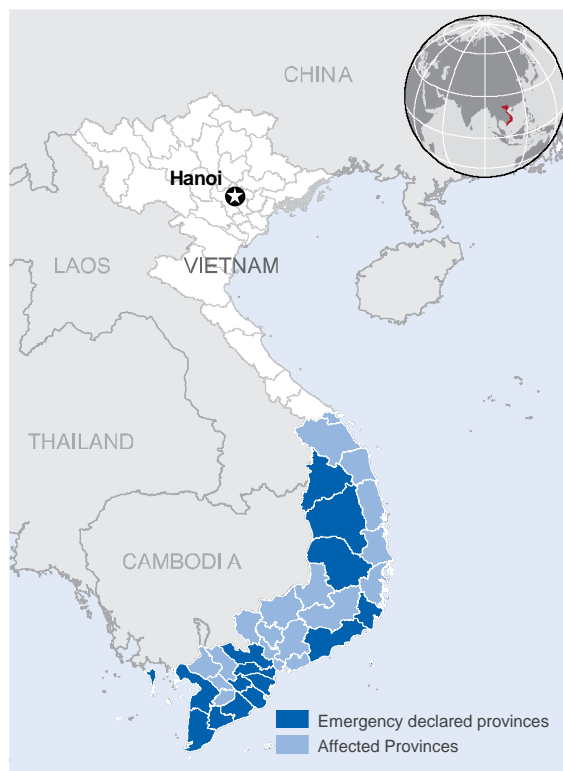 CHINA
Hanoi
LAOS
VIETNAM
THAILAND
CAMBODIA
Emergency declared provinces
Affected Provinces